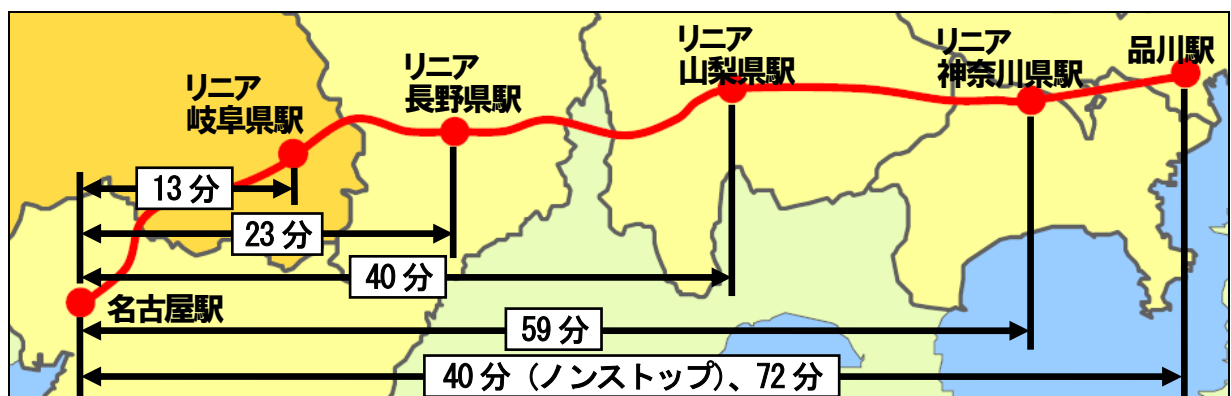 リニア
岐阜県駅
リニア
長野県駅
リニア
山梨県駅
リニア
神奈川県駅
品川駅
13分
23分
40分
名古屋駅
59分
40分（ノンストップ）、72分